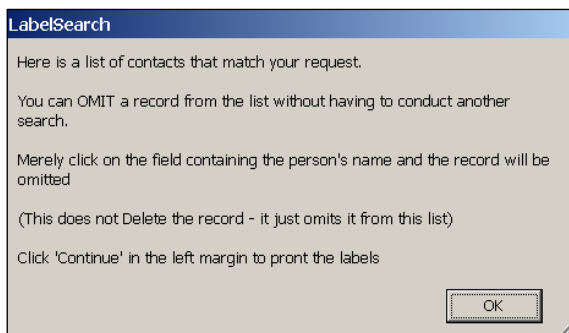 LabelSearch
Here is a list of contacts that match your request.
You can OMIT a record from the list without having to conduct another
search.
Merely click on the field containing the person's name and the record will be
omitted
(This does not Delete the record - it just omits it from this list)
Click 'Continue' in the left margin to pront the labels
OK